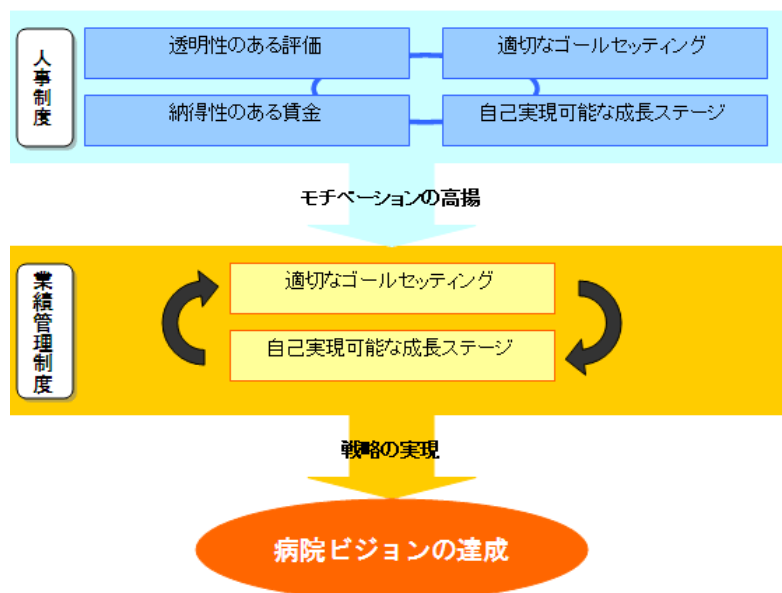 人事制度
透明性のある評価
適切なゴールセッティング
納得性のある賃金
自己実現可能な成長ステージ
モチベーションの高揚
業績管理制度
適切なゴールセッティング
自己実現可能な成長ステージ
戦略の実現
病院ビジョンの達成